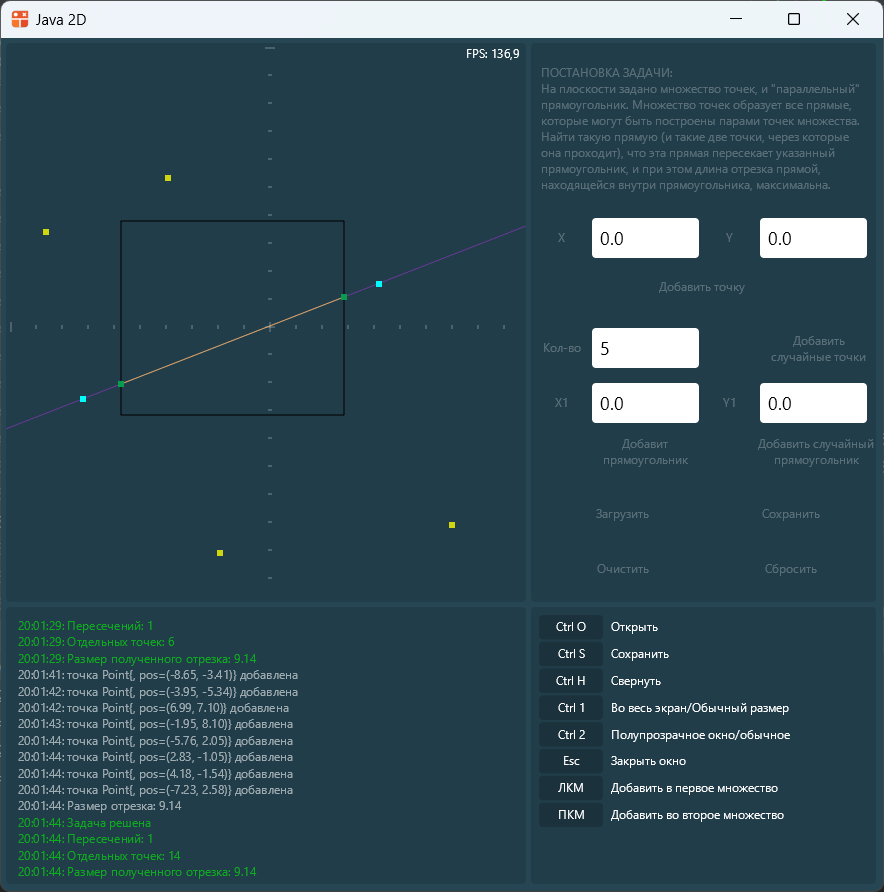 Java 2D
FPS: 136,9
ПОСТАНОВКА ЗАДАЧИ:
На плоскости задано множество точек, и "параллельный"
прямоугольник. Множество точек образует все прямые,
которые могут быть построены парами точек множества.
Найти такую прямую (и такие две точки, через которые
она проходит), что эта прямая пересекает указанный
прямоугольник, и при этом длина отрезка прямой,
находящейся внутри прямоугольника, максимальна.
X
0.0
Y
0.0
Добавить точку
Кол-во
5
Добавить
случайные точки
X1
0.0
Y1
0.0
Добавит
прямоугольник
Добавить случайный
прямоугольник
Загрузить
Сохранить
Очистить
Сбросить
20:01:29: Пересечений: 1
20:01:29: Отдельных точек: 6
20:01:29: Размер полученного отрезка: 9.14
20:01:41: точка Point{, pos=(-8.65, -3.41)} добавлена
20:01:42: точка Point{, pos=(-3.95, -5.34)} добавлена
20:01:42: точка Point{, pos=(6.99, 7.10)} добавлена
20:01:43: точка Point{, pos=(-1.95, 8.10)} добавлена
20:01:44: точка Point{, pos=(-5.76, 2.05)} добавлена
20:01:44: точка Point{, pos=(2.83, -1.05)} добавлена
20:01:44: точка Point{, pos=(4.18, -1.54)} добавлена
20:01:44: точка Point{, pos=(-7.23, 2.58)} добавлена
20:01:44: Размер отрезка: 9.14
20:01:44: Задача решена
20:01:44: Пересечений: 1
20:01:44: Отдельных точек: 14
20:01:44: Размер полученного отрезка: 9.14
Ctrl O Открыть
Ctrl S Сохранить
Ctrl H Свернуть
Ctrl 1 Во весь экран/Обычный размер
Ctrl 2 Полупрозрачное окно/обычное
Esc Закрыть окно
ЛКМ Добавить в первое множество
ПКМ Добавить во второе множество